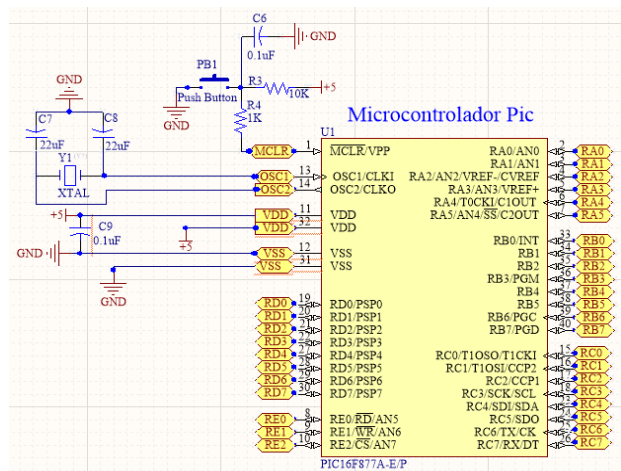 C6
GND
0.1uF
PB1
R3
+5
Push Button
10K
GND
R4
1K
GND
C7
C8
22uF
22uF
Y1
XTAL
Microcontrolador Pic
U1
MCLR 1 MCLR/VPP
OSC1 13 OSC1/CLKI
OSC2 14 OSC2/CLKO
+5
VDD 11 VDD
VDD 32 VDD
C9
0.1uF
+5
GND
VSS 12 VSS
VSS 31 VSS
GND
RD0 19 RD0/PSP0
RD1 20 RD1/PSP1
RD2 21 RD2/PSP2
RD3 22 RD3/PSP3
RD4 27 RD4/PSP4
RD5 28 RD5/PSP5
RD6 29 RD6/PSP6
RD7 30 RD7/PSP7
RE0 8 RE0/RD/AN5
RE1 9 RE1/WR/AN6
RE2 10 RE2/CS/AN7
RA0/AN0 2 RA0
RA1/AN1 3 RA1
RA2/AN2/VREF-/CVREF 4 RA2
RA3/AN3/VREF+ 5 RA3
RA4/T0CKI/C1OUT 6 RA4
RA5/AN4/SS/C2OUT 7 RA5
RB0/INT 33 RB0
RB1 34 RB1
RB2 35 RB2
RB3/PGM 36 RB3
RB4 37 RB4
RB5 38 RB5
RB6/PGC 39 RB6
RB7/PGD 40 RB7
RC0/T1OSO/T1CKI 15 RC0
RC1/T1OSI/CCP2 16 RC1
RC2/CCP1 17 RC2
RC3/SCK/SCL 18 RC3
RC4/SDI/SDA 23 RC4
RC5/SDO 24 RC5
RC6/TX/CK 25 RC6
RC7/RX/DT 26 RC7
PIC16F877A-E/P